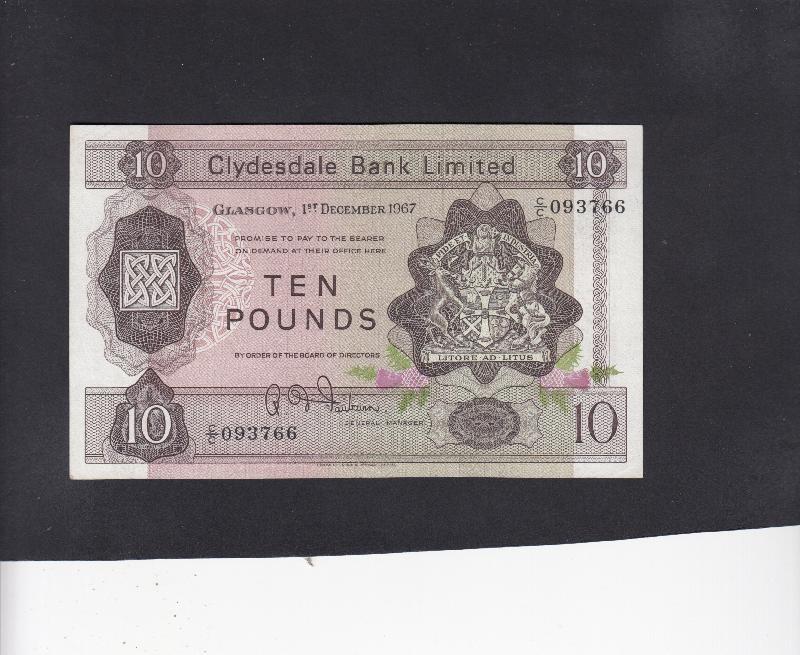 10 Clydesdale Bank Limited 10
GLASGOW, 1ST DECEMBER 1967 C/C 093766
PROMISE TO PAY TO THE BEARER
ON DEMAND AT THEIR OFFICE HERE
TEN
POUNDS
BY ORDER OF THE BOARD OF DIRECTORS
INDUSTRIA
LITORE·AD·LITUS
GENERAL MANAGER
10 C/C 093766 10